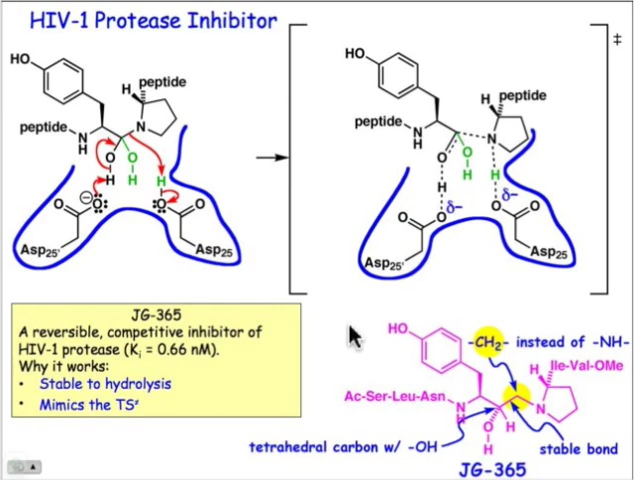 HIV-1 Protease Inhibitor
‡
HO
H peptide
N
peptide
N
H
O O
H H H
⊖
O O O O
Asp25' Asp25
HO
H peptide
peptide
N
H
N
O O
H
H H
δ− δ−
O O O O
Asp25' Asp25
JG-365
A reversible, competitive inhibitor of
HIV-1 protease (Ki = 0.66 nM).
Why it works:
• Stable to hydrolysis
• Mimics the TS‡
HO
-CH2- instead of -NH-
H Ile-Val-OMe
Ac-Ser-Leu-Asn
N
H
N
O H
H
tetrahedral carbon w/ -OH
stable bond
JG-365